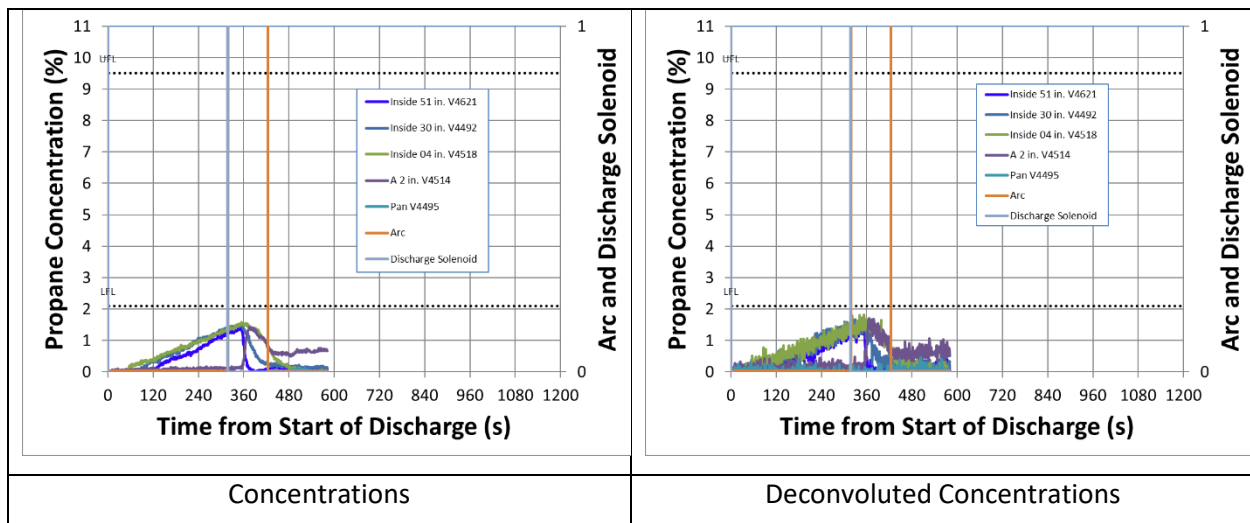 11
10
9
8
7
6
5
4
3
2
1
0
UFL
LFL
Propane Concentration (%)
1
0
Arc and Discharge Solenoid
Inside 51 in. V4621
Inside 30 in. V4492
Inside 04 in. V4518
A 2 in. V4514
Pan V4495
Arc
Discharge Solenoid
0 120 240 360 480 600 720 840 960 1080 1200
Time from Start of Discharge (s)
Concentrations
11
10
9
8
7
6
5
4
3
2
1
0
UFL
LFL
Propane Concentration (%)
1
0
Arc and Discharge Solenoid
Inside 51 in. V4621
Inside 30 in. V4492
Inside 04 in. V4518
A 2 in. V4514
Pan V4495
Arc
Discharge Solenoid
0 120 240 360 480 600 720 840 960 1080 1200
Time from Start of Discharge (s)
Deconvoluted Concentrations